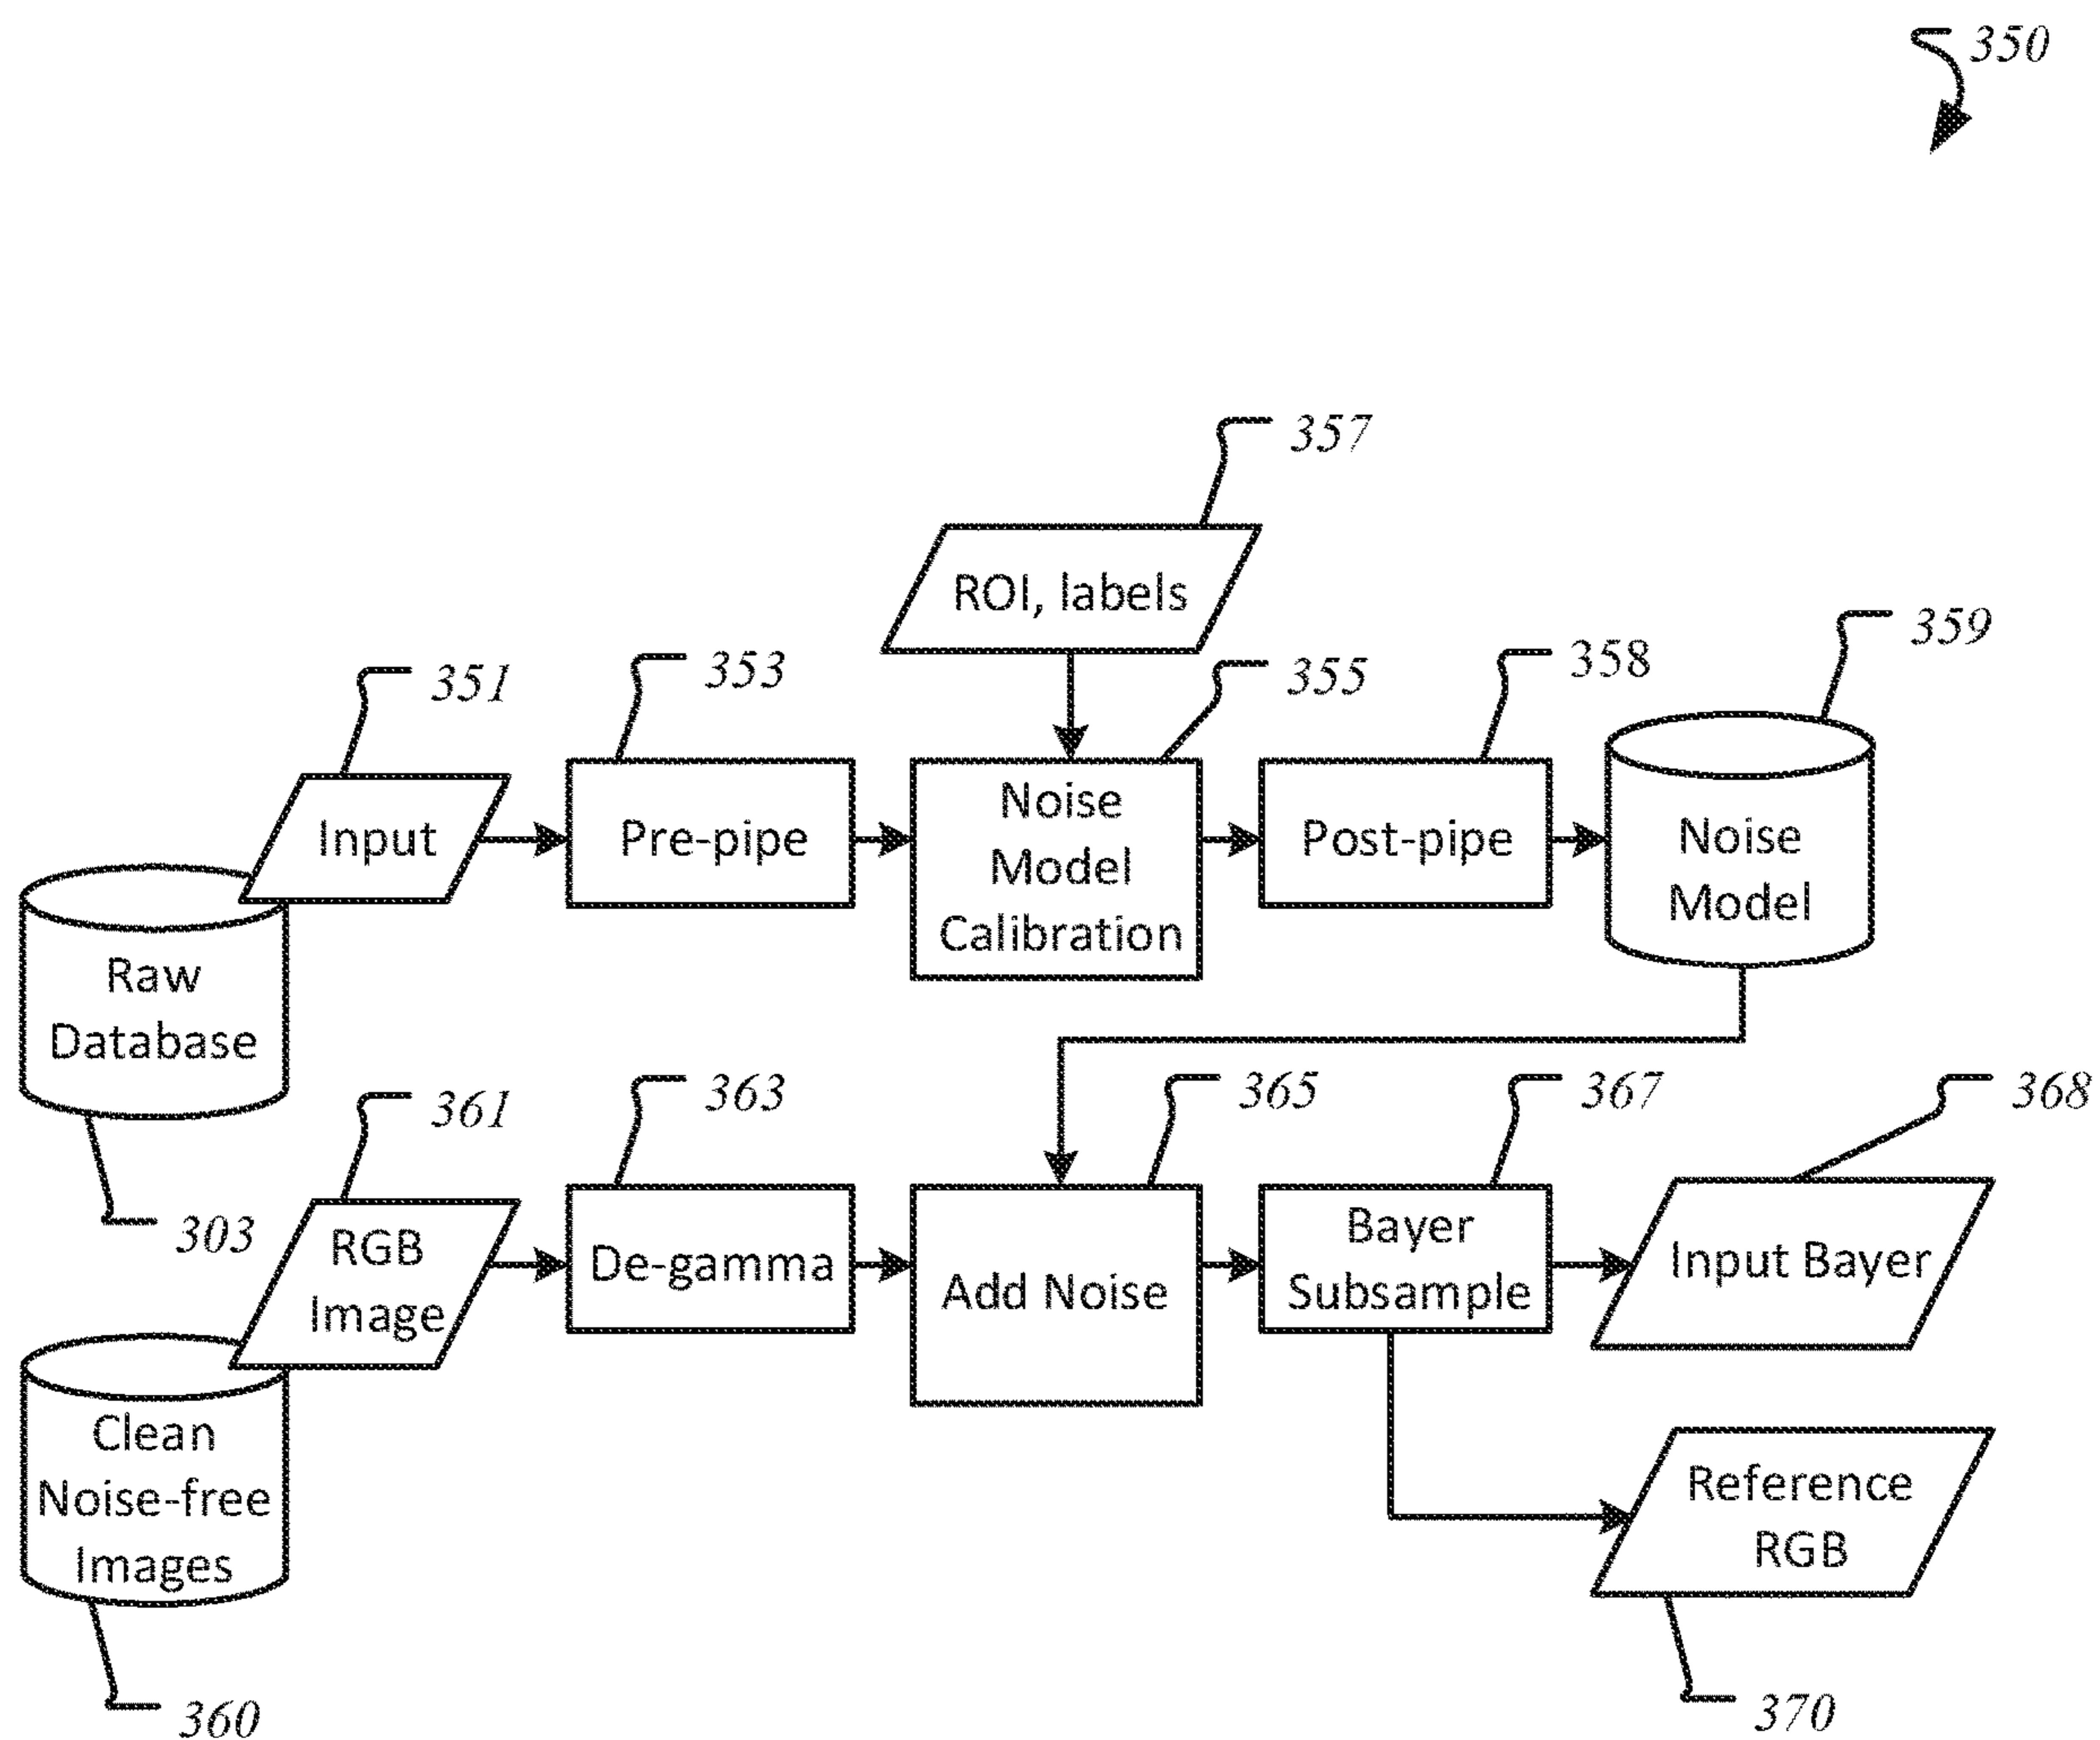 350
357
ROI, labels
359
351
353
355
358
Input
Pre-pipe
Noise
Model
Calibration
Post-pipe
Noise
Model
Raw
Database
303
361
363
365
367
368
RGB
Image
De-gamma
Add Noise
Bayer
Subsample
Input Bayer
Clean
Noise-free
Images
Reference
RGB
360
370